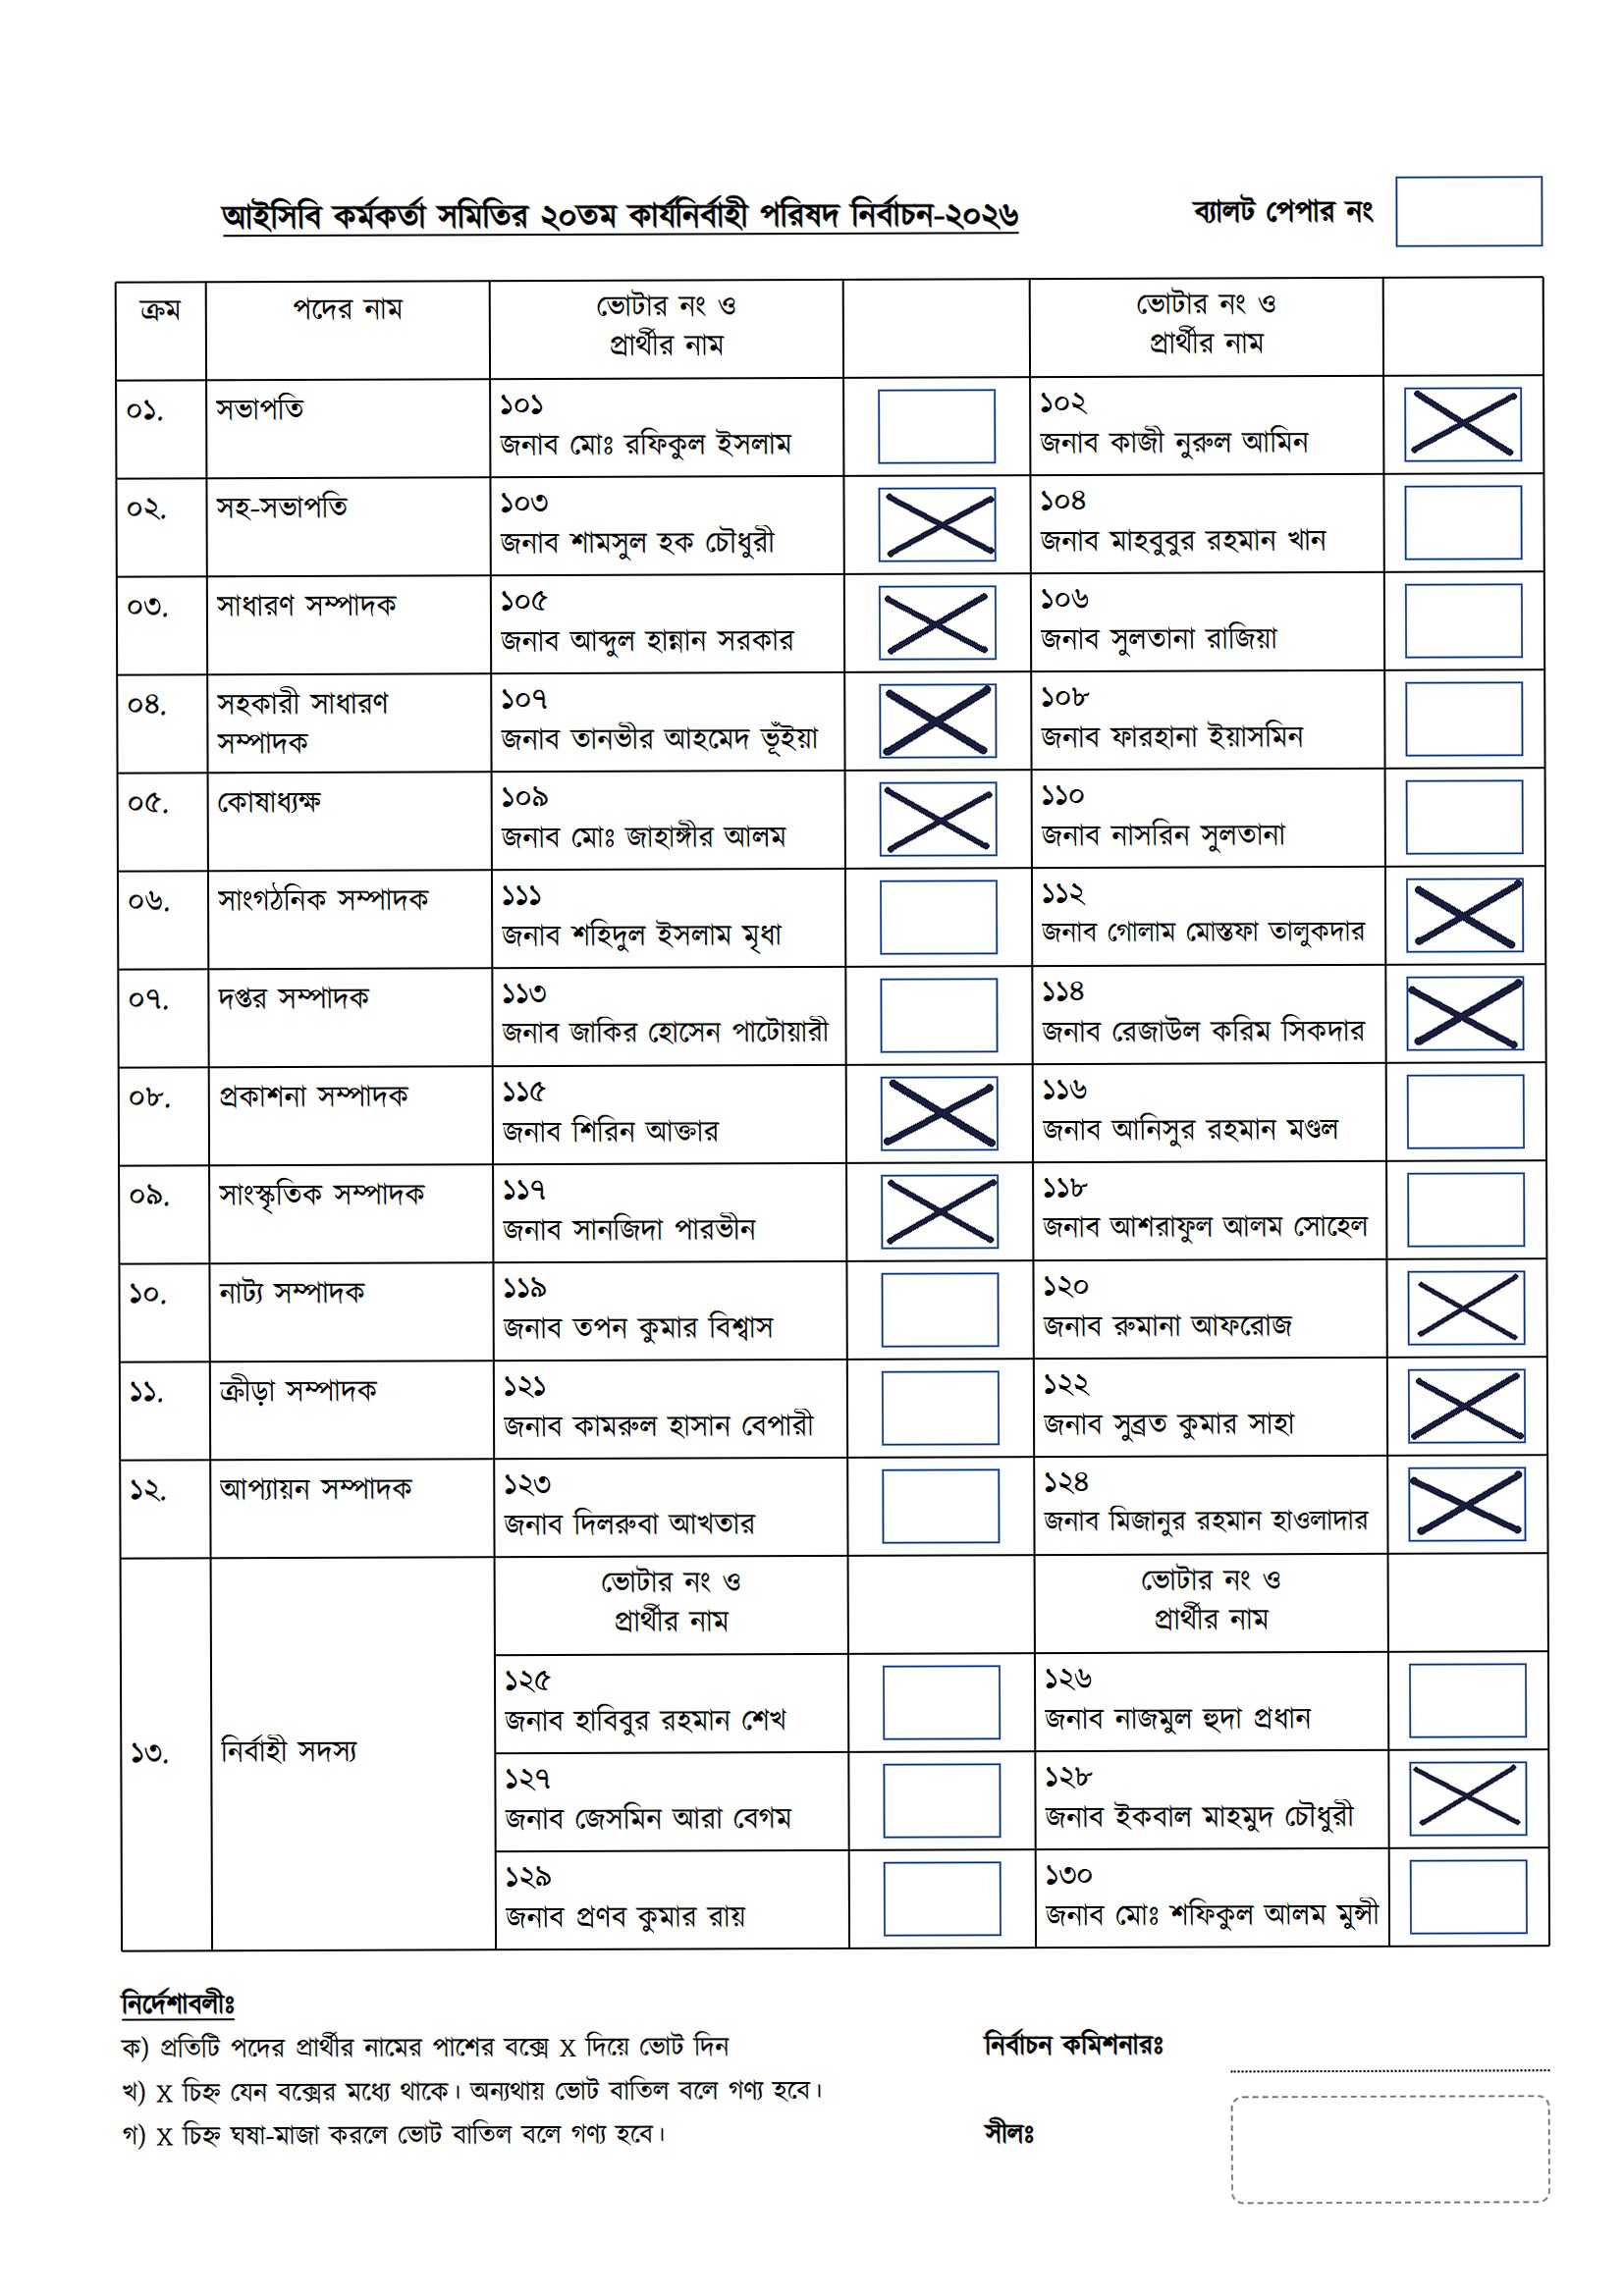 আইসিবি কর্মকর্তা সমিতির ২০তম কার্যনির্বাহী পরিষদ নির্বাচন-২০২৬
ব্যালট পেপার নং
ক্রম
পদের নাম
ভোটার নং ও
প্রার্থীর নাম
ভোটার নং ও
প্রার্থীর নাম
০১.
সভাপতি
১০১
জনাব মোঃ রফিকুল ইসলাম
১০২
জনাব কাজী নুরুল আমিন
০২.
সহ-সভাপতি
১০৩
জনাব শামসুল হক চৌধুরী
১০৪
জনাব মাহবুবুর রহমান খান
০৩.
সাধারণ সম্পাদক
১০৫
জনাব আব্দুল হান্নান সরকার
১০৬
জনাব সুলতানা রাজিয়া
০৪.
সহকারী সাধারণ
সম্পাদক
১০৭
জনাব তানভীর আহমেদ ভূঁইয়া
১০৮
জনাব ফারহানা ইয়াসমিন
০৫.
কোষাধ্যক্ষ
১০৯
জনাব মোঃ জাহাঙ্গীর আলম
১১০
জনাব নাসরিন সুলতানা
০৬.
সাংগঠনিক সম্পাদক
১১১
জনাব শহিদুল ইসলাম মৃধা
১১২
জনাব গোলাম মোস্তফা তালুকদার
০৭.
দপ্তর সম্পাদক
১১৩
জনাব জাকির হোসেন পাটোয়ারী
১১৪
জনাব রেজাউল করিম সিকদার
০৮.
প্রকাশনা সম্পাদক
১১৫
জনাব শিরিন আক্তার
১১৬
জনাব আনিসুর রহমান মণ্ডল
০৯.
সাংস্কৃতিক সম্পাদক
১১৭
জনাব সানজিদা পারভীন
১১৮
জনাব আশরাফুল আলম সোহেল
১০.
নাট্য সম্পাদক
১১৯
জনাব তপন কুমার বিশ্বাস
১২০
জনাব রুমানা আফরোজ
১১.
ক্রীড়া সম্পাদক
১২১
জনাব কামরুল হাসান বেপারী
১২২
জনাব সুব্রত কুমার সাহা
১২.
আপ্যায়ন সম্পাদক
১২৩
জনাব দিলরুবা আখতার
১২৪
জনাব মিজানুর রহমান হাওলাদার
ভোটার নং ও
প্রার্থীর নাম
ভোটার নং ও
প্রার্থীর নাম
১৩.
নির্বাহী সদস্য
১২৫
জনাব হাবিবুর রহমান শেখ
১২৬
জনাব নাজমুল হুদা প্রধান
১২৭
জনাব জেসমিন আরা বেগম
১২৮
জনাব ইকবাল মাহমুদ চৌধুরী
১২৯
জনাব প্রণব কুমার রায়
১৩০
জনাব মোঃ শফিকুল আলম মুন্সী
নির্দেশাবলীঃ
ক) প্রতিটি পদের প্রার্থীর নামের পাশের বক্সে x দিয়ে ভোট দিন
খ) x চিহ্ন যেন বক্সের মধ্যে থাকে। অন্যথায় ভোট বাতিল বলে গণ্য হবে।
গ) x চিহ্ন ঘষা-মাজা করলে ভোট বাতিল বলে গণ্য হবে।
নির্বাচন কমিশনারঃ
সীলঃ